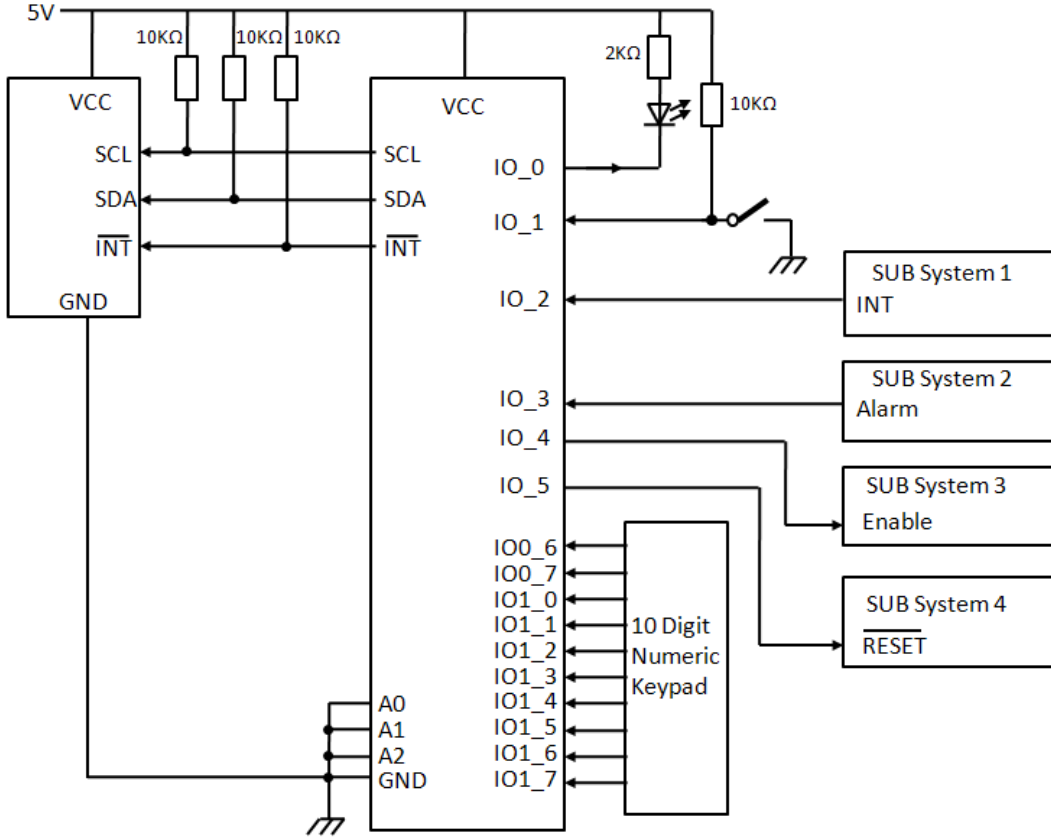 5V
10KΩ
10KΩ
10KΩ
2KΩ
10KΩ
VCC
SCL
SDA
INT
GND
VCC
SCL
SDA
INT
A0
A1
A2
GND
IO_0
IO_1
IO_2
IO_3
IO_4
IO_5
IO0_6
IO0_7
IO1_0
IO1_1
IO1_2
IO1_3
IO1_4
IO1_5
IO1_6
IO1_7
10 Digit
Numeric
Keypad
SUB System 1
INT
SUB System 2
Alarm
SUB System 3
Enable
SUB System 4
RESET